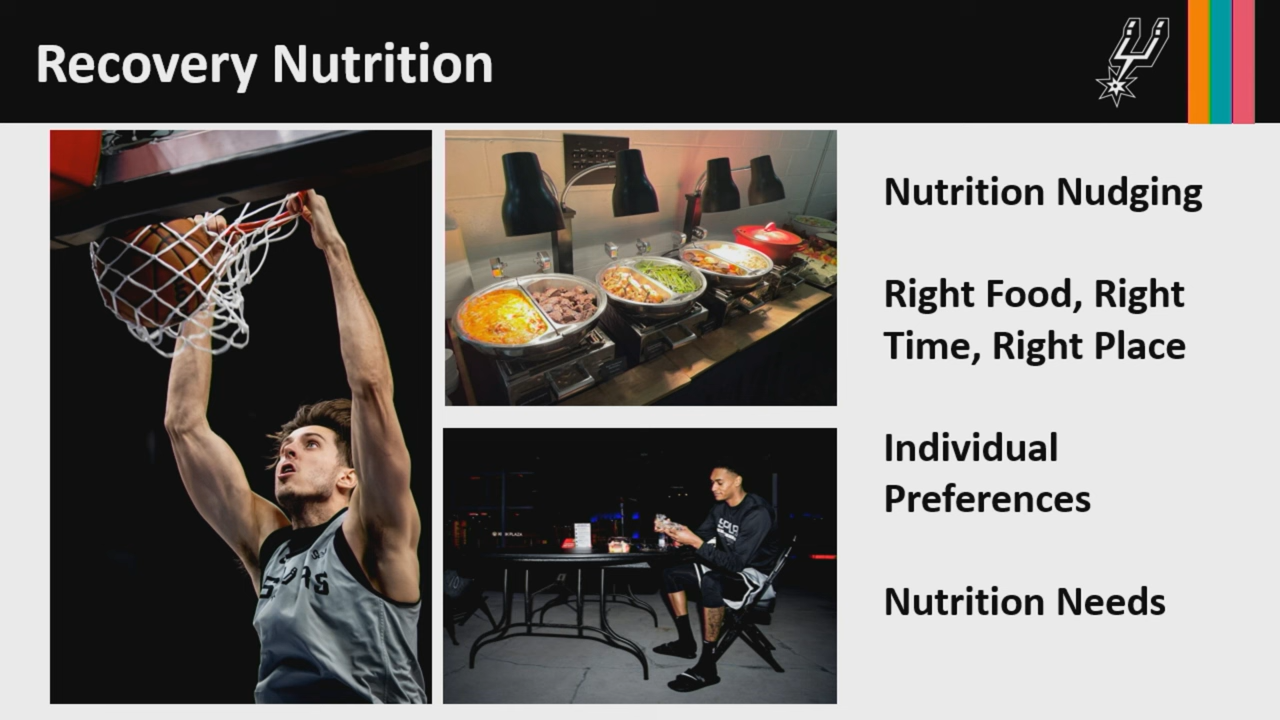 Recovery Nutrition
Nutrition Nudging
Right Food, Right
Time, Right Place
Individual
Preferences
Nutrition Needs